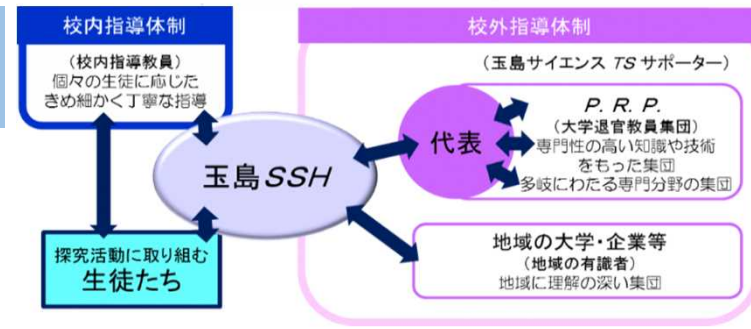 校内指導体制
(校内指導教員)
個々の生徒に応じた
きめ細かく丁寧な指導
玉島SSH
探究活動に取り組む
生徒たち
校外指導体制
(玉島サイエンス TS サポーター)
代表
P. R. P.
(大学退官教員集団)
専門性の高い知識や技術
をもった集団
多岐にわたる専門分野の集団
地域の大学・企業等
(地域の有識者)
地域に理解の深い集団